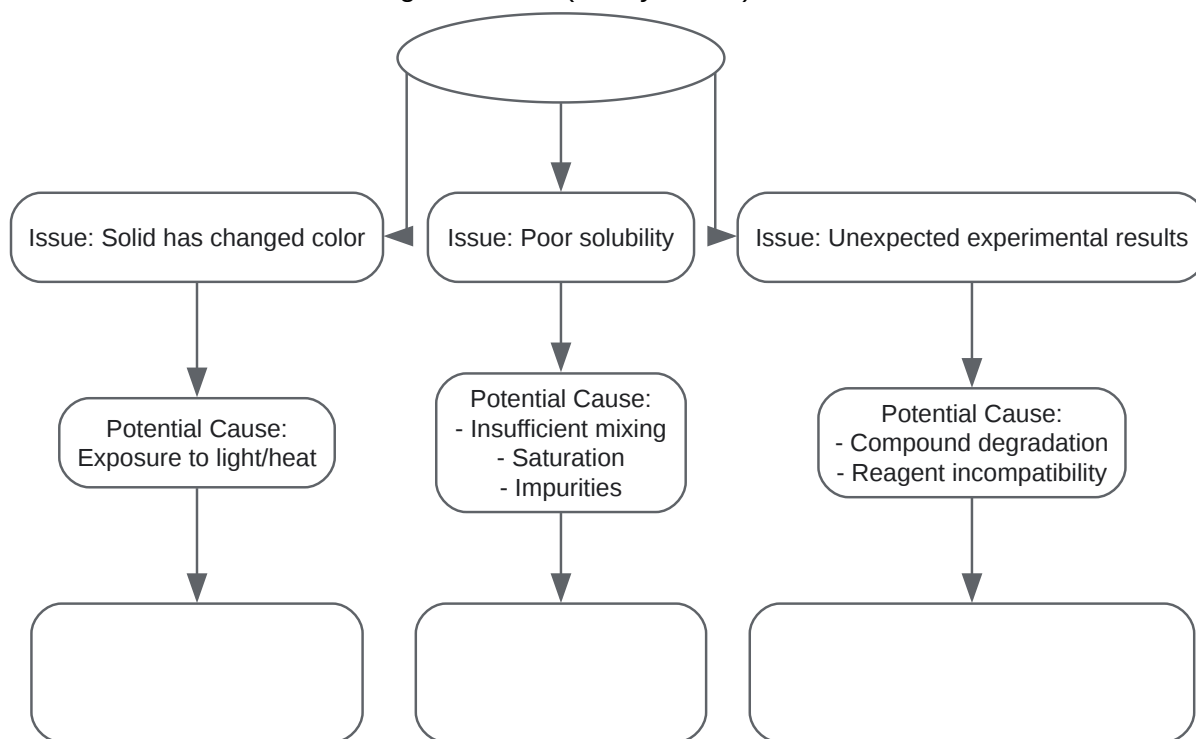 Issue: Solid has changed color
Issue: Poor solubility
Issue: Unexpected experimental results
Potential Cause:
Exposure to light/heat
Potential Cause:
- Insufficient mixing
- Saturation
- Impurities
Potential Cause:
- Compound degradation
- Reagent incompatibility